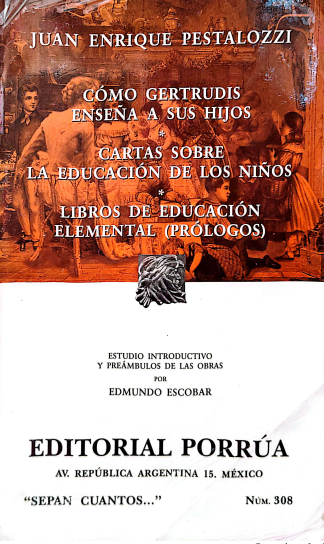 JUAN ENRIQUE PESTALOZZI
CÓMO GERTRUDIS
ENSEÑA A SUS HIJOS
*
CARTAS SOBRE
LA EDUCACIÓN DE LOS NIÑOS
*
LIBROS DE EDUCACIÓN
ELEMENTAL (PRÓLOGOS)
ESTUDIO INTRODUCTIVO
Y PREÁMBULOS DE LAS OBRAS
POR
EDMUNDO ESCOBAR
EDITORIAL PORRÚA
AV. REPÚBLICA ARGENTINA 15. MÉXICO
"SEPAN CUANTOS..." NÚM. 308